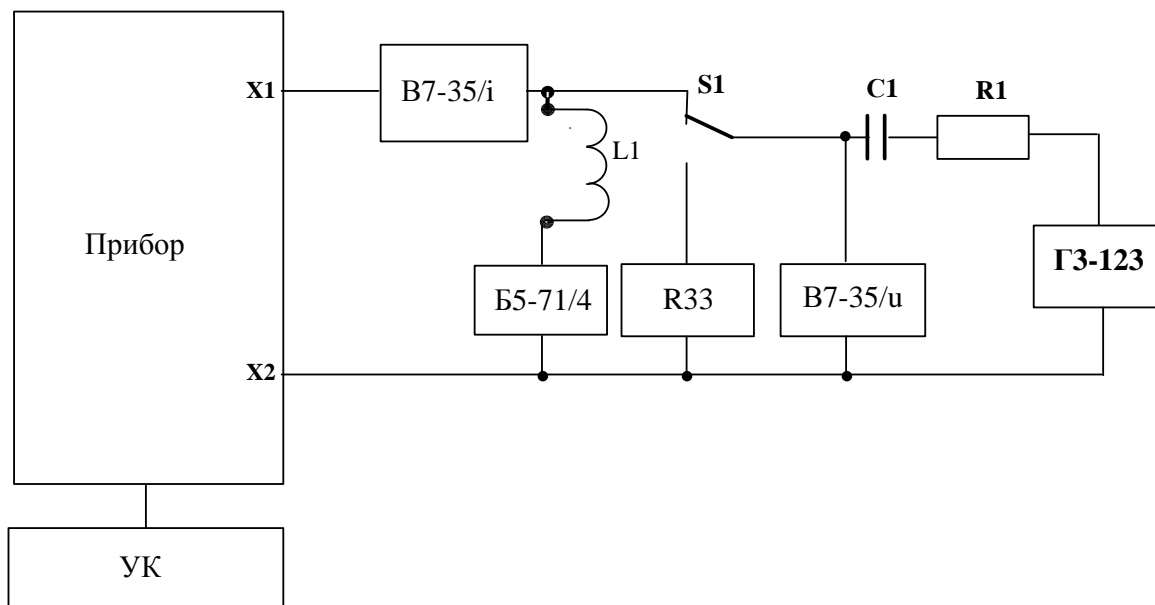 X1
В7-35/i
S1
C1
R1
L1
Прибор
Б5-71/4
R33
В7-35/u
Г3-123
X2
УК